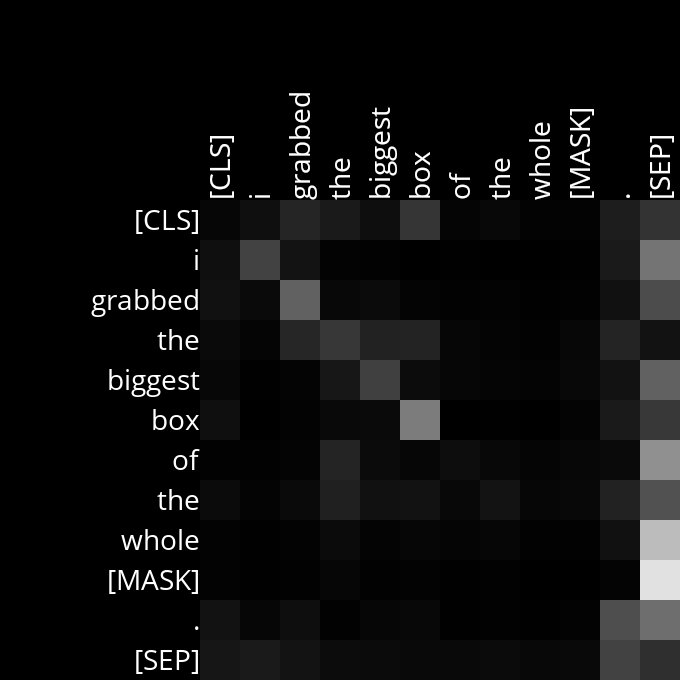 [CLS] i grabbed the biggest box of the whole [MASK] . [SEP]
[CLS]
i
grabbed
the
biggest
box
of
the
whole
[MASK]
.
[SEP]